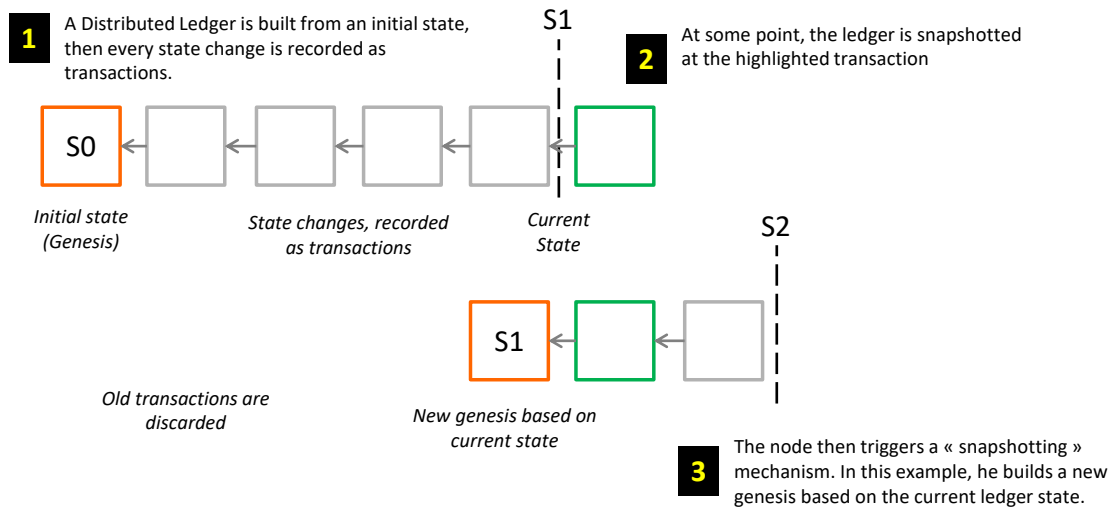 1
A Distributed Ledger is built from an initial state,
then every state change is recorded as
transactions.
S1
2
At some point, the ledger is snapshotted
at the highlighted transaction
S0
Initial state
(Genesis)
State changes, recorded
as transactions
Current
State
S2
S1
Old transactions are
discarded
New genesis based on
current state
3
The node then triggers a « snapshotting »
mechanism. In this example, he builds a new
genesis based on the current ledger state.